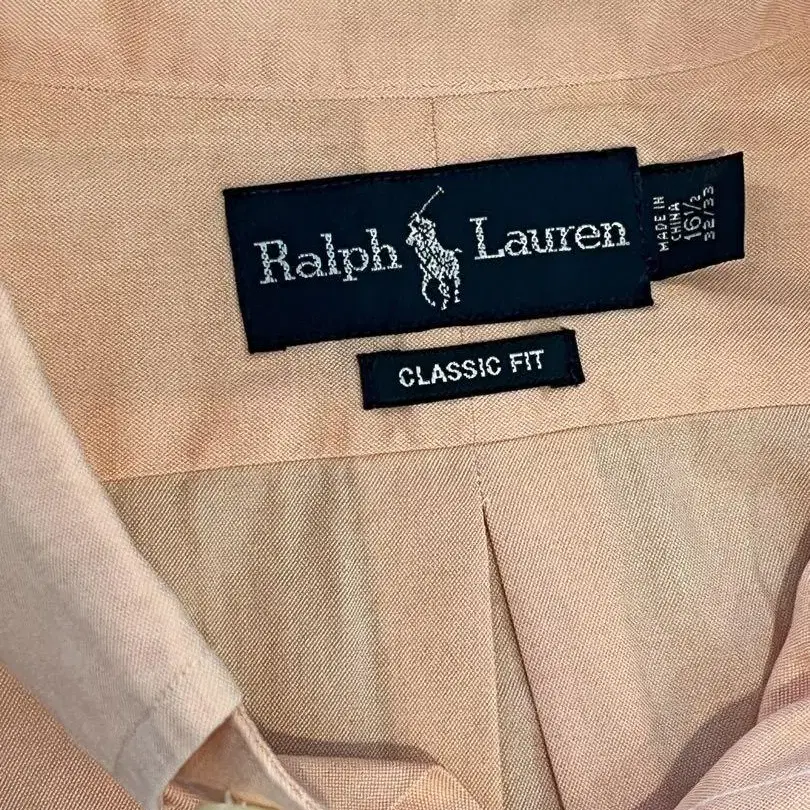 Ralph Lauren
MADE IN
CHINA
16½
32/33
CLASSIC FIT